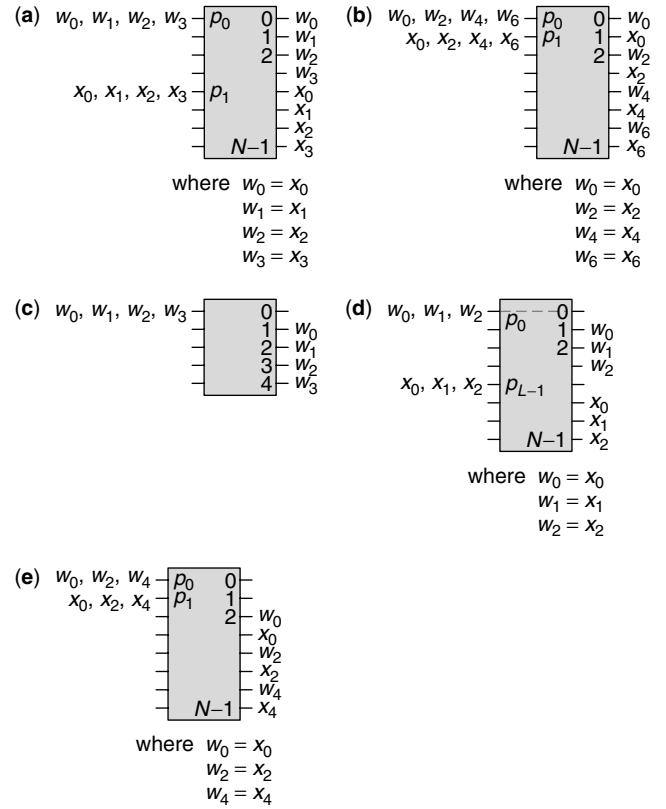 (a) w₀, w₁, w₂, w₃ p₀ 0 w₀
1 w₁
2 w₂
w₃
x₀, x₁, x₂, x₃ p₁ x₀
x₁
x₂
N–1 x₃
where w₀ = x₀
w₁ = x₁
w₂ = x₂
w₃ = x₃
(b) w₀, w₂, w₄, w₆ p₀ 0 w₀
x₀, x₂, x₄, x₆ p₁ 1 x₀
2 w₂
x₂
w₄
x₄
w₆
N–1 x₆
where w₀ = x₀
w₂ = x₂
w₄ = x₄
w₆ = x₆
(c) w₀, w₁, w₂, w₃ 0
1 w₀
2 w₁
3 w₂
4 w₃
(d) w₀, w₁, w₂ 0
p₀ 1 w₀
2 w₁
w₂
x₀, x₁, x₂ p_{L–1}
x₀
x₁
N–1 x₂
where w₀ = x₀
w₁ = x₁
w₂ = x₂
(e) w₀, w₂, w₄ p₀ 0
x₀, x₂, x₄ p₁ 1
2 w₀
x₀
w₂
x₂
w₄
N–1 x₄
where w₀ = x₀
w₂ = x₂
w₄ = x₄